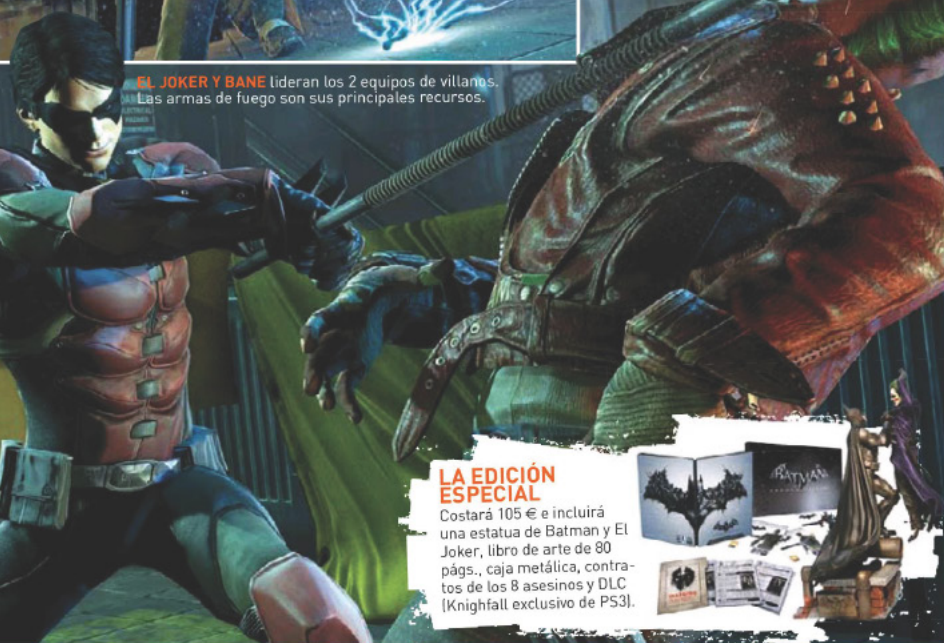 EL JOKER Y BANE lideran los 2 equipos de villanos.
Las armas de fuego son sus principales recursos.
LA EDICIÓN
ESPECIAL
Costará 105 € e incluirá
una estatua de Batman y El
Joker, libro de arte de 80
págs., caja metálica, contra-
tos de los 8 asesinos y DLC
(Knighfall exclusivo de PS3).
BATMAN